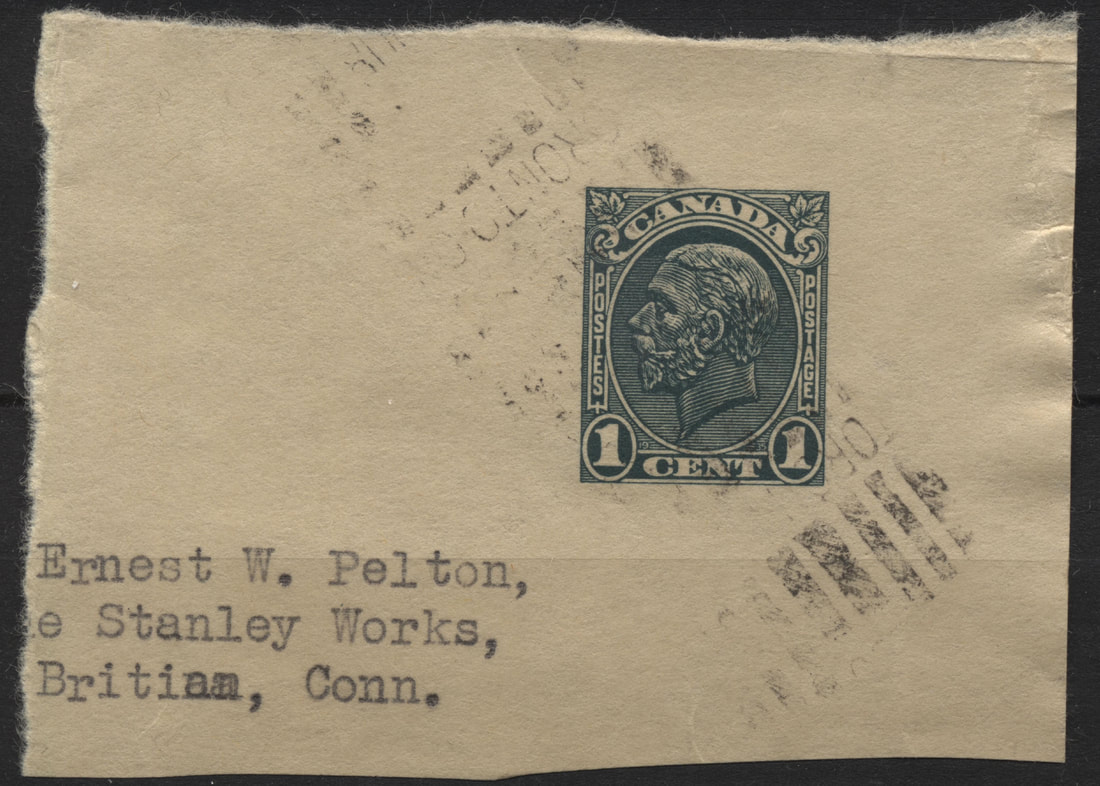 CANADA
POSTES
POSTAGE
1 CENT 1
Ernest W. Pelton,
e Stanley Works,
Britian, Conn.